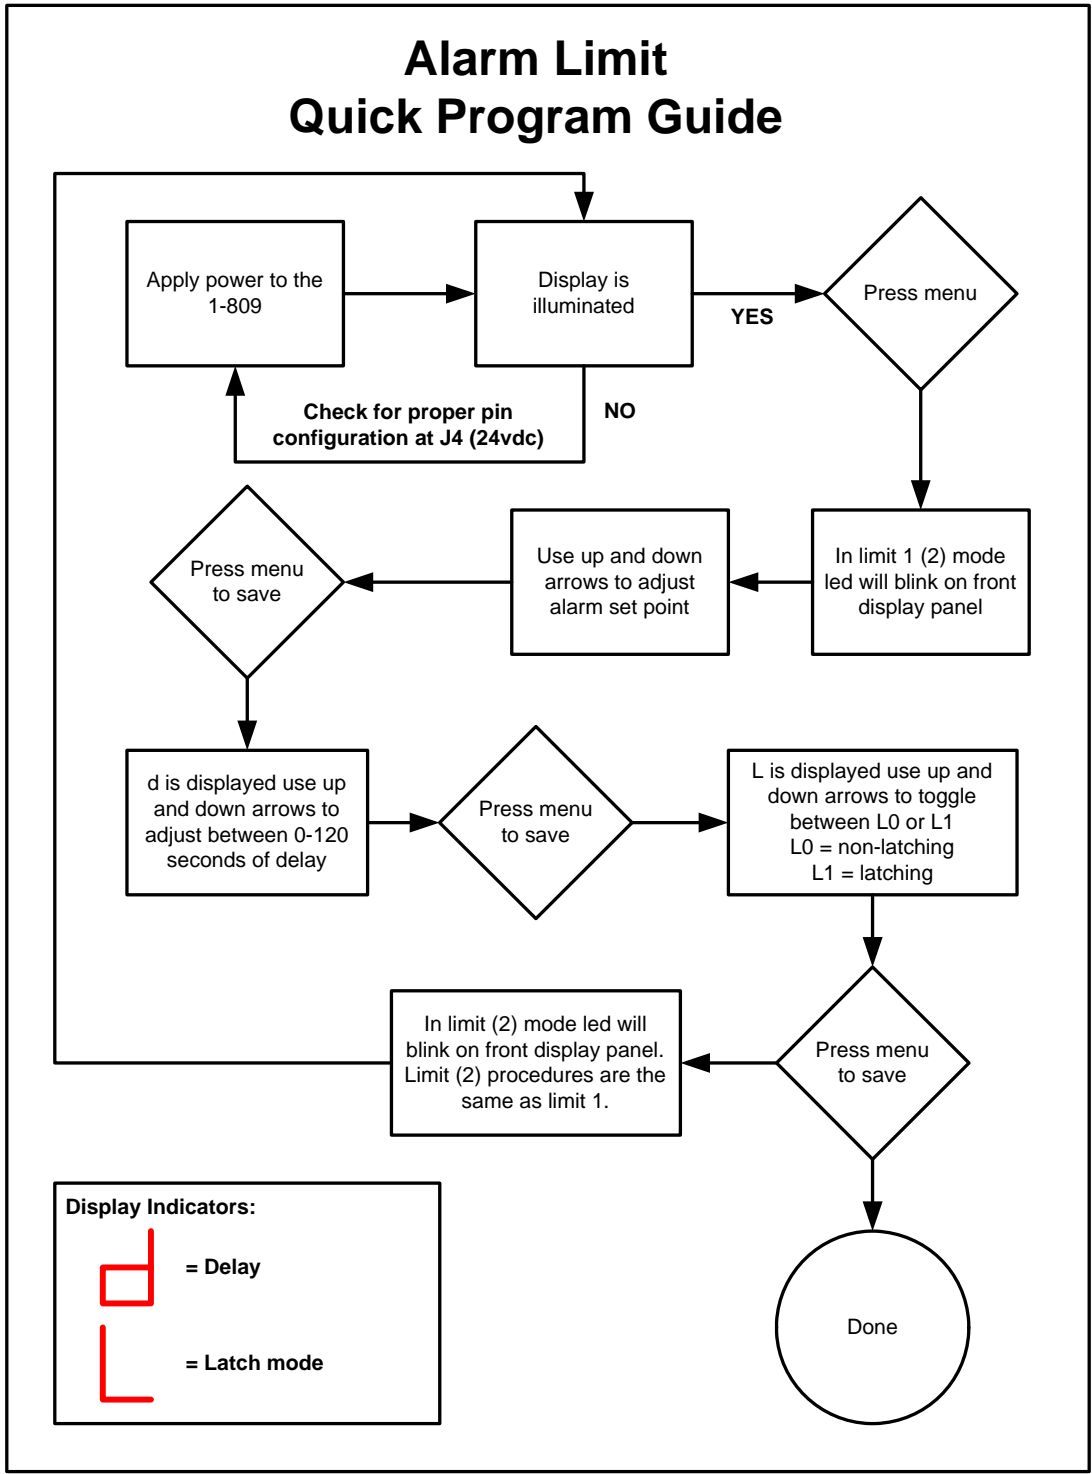 Alarm Limit
Quick Program Guide
Apply power to the
1-809
Display is
illuminated
YES
Press menu
NO
Check for proper pin
configuration at J4 (24vdc)
In limit 1 (2) mode
led will blink on front
display panel
Use up and down
arrows to adjust
alarm set point
Press menu
to save
d is displayed use up
and down arrows to
adjust between 0-120
seconds of delay
Press menu
to save
L is displayed use up and
down arrows to toggle
between L0 or L1
L0 = non-latching
L1 = latching
Press menu
to save
In limit (2) mode led will
blink on front display panel.
Limit (2) procedures are the
same as limit 1.
Done
Display Indicators:
d = Delay
L = Latch mode